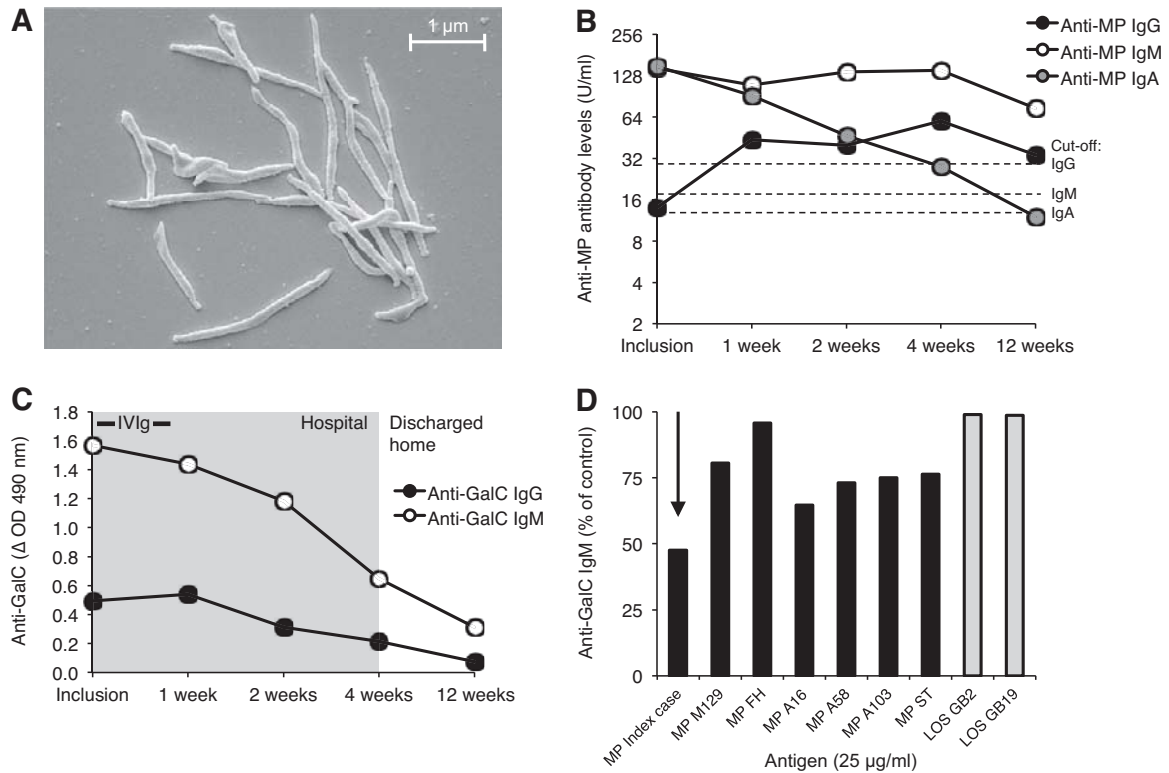 A
1 µm
B
Anti-MP IgG
Anti-MP IgM
Anti-MP IgA
Anti-MP antibody levels (U/ml)
256
128
64
32
16
8
4
2
Cut-off:
IgG
IgM
IgA
Inclusion 1 week 2 weeks 4 weeks 12 weeks
C
Anti-GalC (Δ OD 490 nm)
1.8
1.6
1.4
1.2
1.0
0.8
0.6
0.4
0.2
0.0
IVIg
Hospital
Discharged
home
Anti-GalC IgG
Anti-GalC IgM
Inclusion 1 week 2 weeks 4 weeks 12 weeks
D
Anti-GalC IgM (% of control)
100
75
50
25
0
MP Index case
MP M129
MP FH
MP A16
MP A58
MP A103
MP ST
LOS GB2
LOS GB19
Antigen (25 µg/ml)